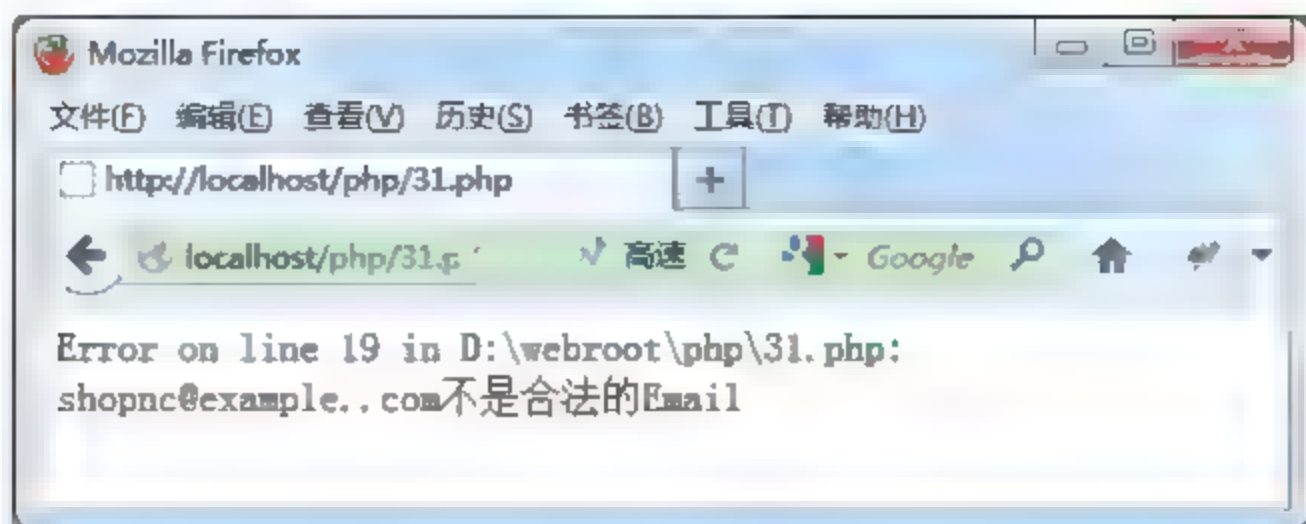 Mozilla Firefox
文件(F) 编辑(E) 查看(V) 历史(S) 书签(B) 工具(T) 帮助(H)
http://localhost/php/31.php +
localhost/php/31.p 高速 Google
Error on line 19 in D:\webroot\php\31.php:
shopnc@example..com不是合法的Email